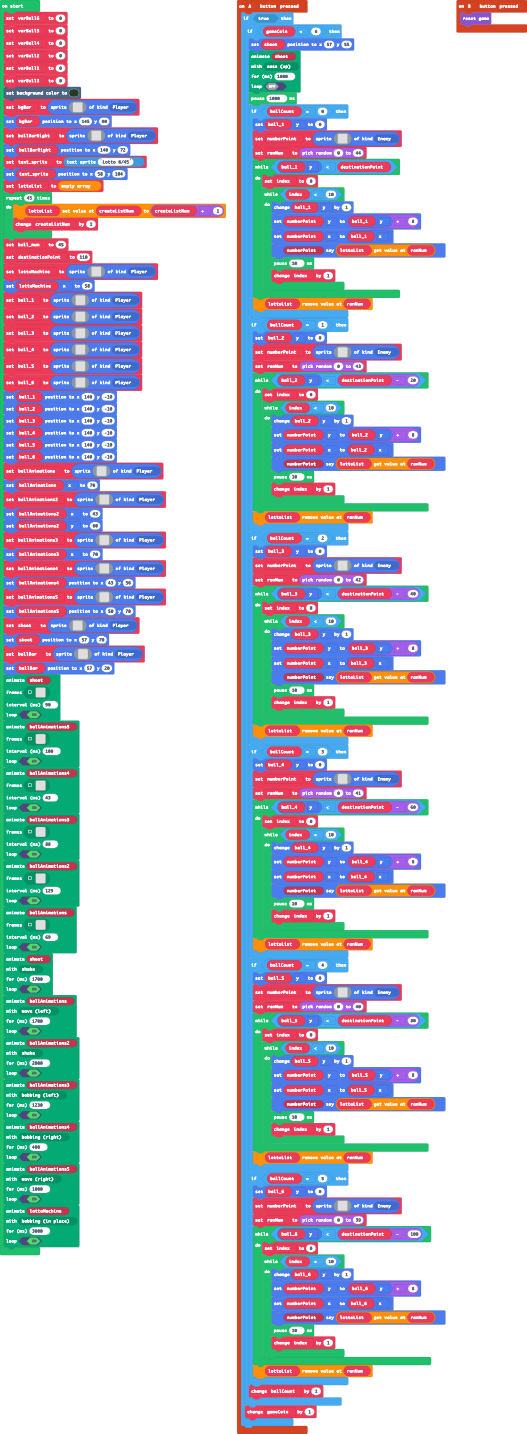 on start
set varBall6 to 0
set varBall5 to 0
set varBall4 to 0
set varBall2 to 0
set varBall1 to 0
set varBall3 to 0
set background color to
set bgBar to sprite of kind Player
set bgBar position to x 145 y 90
set ballBarRight to sprite of kind Player
set ballBarRight position to x 140 y 72
set text_sprite to text sprite Lotto 6/45
set text_sprite position to x 58 y 104
set lottoList to empty array
repeat 45 times
do lottoList set value at createListNum to createListNum + 1
change createListNum by 1
set ball_num to 45
set destinationPoint to 110
set lottoMachine to sprite of kind Player
set lottoMachine x to 58
set ball_1 to sprite of kind Player
set ball_2 to sprite of kind Player
set ball_3 to sprite of kind Player
set ball_4 to sprite of kind Player
set ball_5 to sprite of kind Player
set ball_6 to sprite of kind Player
set ball_1 position to x 140 y -10
set ball_2 position to x 140 y -10
set ball_3 position to x 140 y -10
set ball_4 position to x 140 y -10
set ball_5 position to x 140 y -10
set ball_6 position to x 140 y -10
set ballAnimations to sprite of kind Player
set ballAnimations x to 70
set ballAnimations2 to sprite of kind Player
set ballAnimations2 x to 43
set ballAnimations2 y to 80
set ballAnimations3 to sprite of kind Player
set ballAnimations3 x to 70
set ballAnimations4 to sprite of kind Player
set ballAnimations4 position to x 43 y 56
set ballAnimations5 to sprite of kind Player
set ballAnimations5 position to x 58 y 70
set shoot to sprite of kind Player
set shoot position to x 57 y 70
set ballBar to sprite of kind Player
set ballBar position to x 57 y 20
animate shoot
frames
interval (ms) 90
loop ON
animate ballAnimations5
frames
interval (ms) 100
loop ON
animate ballAnimations4
frames
interval (ms) 43
loop ON
animate ballAnimations3
frames
interval (ms) 88
loop ON
animate ballAnimations2
frames
interval (ms) 125
loop ON
animate ballAnimations
frames
interval (ms) 69
loop ON
animate shoot
with shake
for (ms) 1700
loop ON
animate ballAnimations
with move (left)
for (ms) 1700
loop ON
animate ballAnimations2
with shake
for (ms) 2000
loop ON
animate ballAnimations3
with bobbing (left)
for (ms) 1230
loop ON
animate ballAnimations4
with bobbing (right)
for (ms) 400
loop ON
animate ballAnimations5
with move (right)
for (ms) 1000
loop ON
animate lottoMachine
with bobbing (in place)
for (ms) 3000
loop ON
on A button pressed
if true then
if gameCoin = 0 then
set shoot position to x 57 y 55
animate shoot
with ease (up)
for (ms) 1000
loop OFF
pause 1000 ms
if ballCount = 0 then
set ball_1 y to 0
set numberPoint to sprite of kind Enemy
set ranNum to pick random 0 to 44
while ball_1 y < destinationPoint
do set index to 0
while index < 10
do change ball_1 y by 1
set numberPoint y to ball_1 y + 8
set numberPoint x to ball_1 x
numberPoint say lottoList get value at ranNum
pause 10 ms
change index by 1
lottoList remove value at ranNum
if ballCount = 1 then
set ball_2 y to 0
set numberPoint to sprite of kind Enemy
set ranNum to pick random 0 to 43
while ball_2 y < destinationPoint - 20
do set index to 0
while index < 10
do change ball_2 y by 1
set numberPoint y to ball_2 y + 8
set numberPoint x to ball_2 x
numberPoint say lottoList get value at ranNum
pause 10 ms
change index by 1
lottoList remove value at ranNum
if ballCount = 2 then
set ball_3 y to 0
set numberPoint to sprite of kind Enemy
set ranNum to pick random 0 to 42
while ball_3 y < destinationPoint - 40
do set index to 0
while index < 10
do change ball_3 y by 1
set numberPoint y to ball_3 y + 8
set numberPoint x to ball_3 x
numberPoint say lottoList get value at ranNum
pause 10 ms
change index by 1
lottoList remove value at ranNum
if ballCount = 3 then
set ball_4 y to 0
set numberPoint to sprite of kind Enemy
set ranNum to pick random 0 to 41
while ball_4 y < destinationPoint - 60
do set index to 0
while index < 10
do change ball_4 y by 1
set numberPoint y to ball_4 y + 8
set numberPoint x to ball_4 x
numberPoint say lottoList get value at ranNum
pause 10 ms
change index by 1
lottoList remove value at ranNum
if ballCount = 4 then
set ball_5 y to 0
set numberPoint to sprite of kind Enemy
set ranNum to pick random 0 to 40
while ball_5 y < destinationPoint - 80
do set index to 0
while index < 10
do change ball_5 y by 1
set numberPoint y to ball_5 y + 8
set numberPoint x to ball_5 x
numberPoint say lottoList get value at ranNum
pause 10 ms
change index by 1
lottoList remove value at ranNum
if ballCount = 5 then
set ball_6 y to 0
set numberPoint to sprite of kind Enemy
set ranNum to pick random 0 to 39
while ball_6 y < destinationPoint - 100
do set index to 0
while index < 10
do change ball_6 y by 1
set numberPoint y to ball_6 y + 8
set numberPoint x to ball_6 x
numberPoint say lottoList get value at ranNum
pause 10 ms
change index by 1
lottoList remove value at ranNum
change ballCount by 1
change gameCoin by 1
on B button pressed
reset game